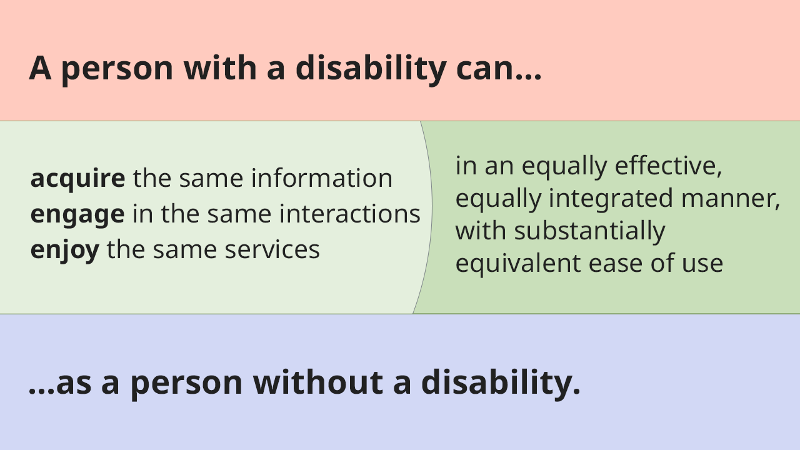 A person with a disability can...
acquire the same information
engage in the same interactions
enjoy the same services
in an equally effective,
equally integrated manner,
with substantially
equivalent ease of use
...as a person without a disability.